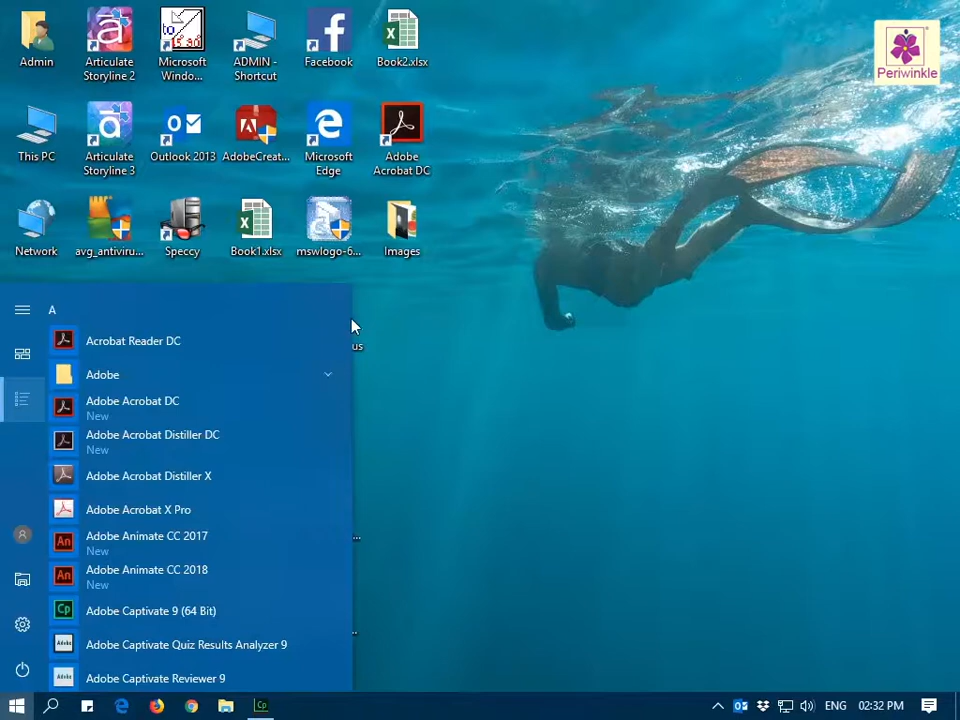 Admin
Articulate
Storyline 2
Microsoft
Windo...
ADMIN -
Shortcut
Facebook
Book2.xlsx
Periwinkle
This PC
Articulate
Storyline 3
Outlook 2013
AdobeCreat...
Microsoft
Edge
Adobe
Acrobat DC
Network
avg_antiviru...
Speccy
Book1.xlsx
mswlogo-6...
Images
A
Acrobat Reader DC
us
Adobe
Adobe Acrobat DC
New
Adobe Acrobat Distiller DC
New
Adobe Acrobat Distiller X
Adobe Acrobat X Pro
Adobe Animate CC 2017
New
Adobe Animate CC 2018
New
Adobe Captivate 9 (64 Bit)
Adobe Captivate Quiz Results Analyzer 9
Adobe Captivate Reviewer 9
ENG
02:32 PM